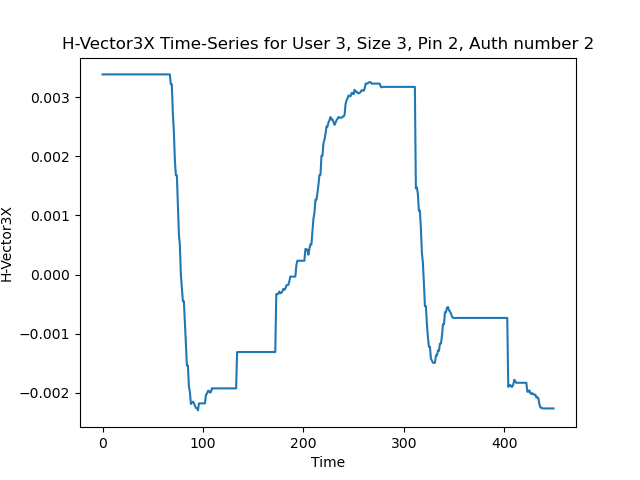 H-Vector3X Time-Series for User 3, Size 3, Pin 2, Auth number 2
0.003
0.002
0.001
0.000
−0.001
−0.002
H-Vector3X
0 100 200 300 400
Time